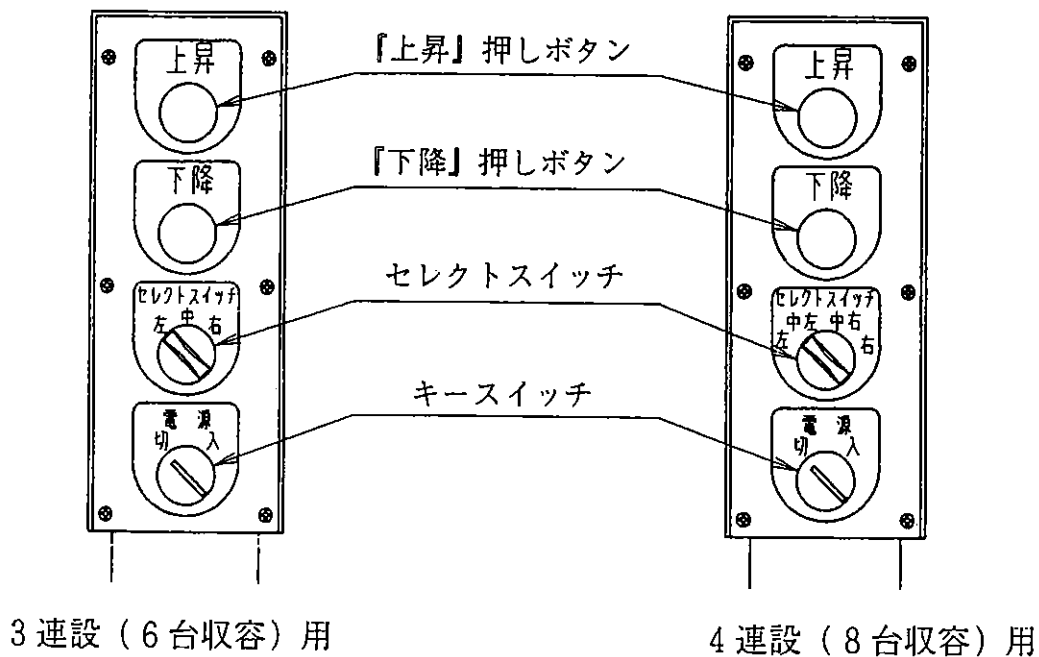 上昇
下降
セレクトスイッチ
左 中 右
電源
切 入
『上昇』押しボタン
『下降』押しボタン
セレクトスイッチ
キースイッチ
上昇
下降
セレクトスイッチ
左 中左 中右 右
電源
切 入
3連設(6台収容)用
4連設(8台収容)用